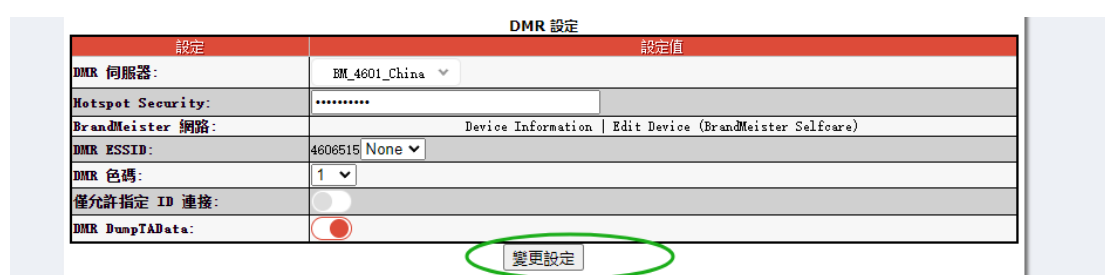 DMR 設定
設定 設定值
DMR 伺服器: BM_4601_China
Hotspot Security: ••••••••••
BrandMeister 網路: Device Information | Edit Device (BrandMeister Selfcare)
DMR ESSID: 4606515 None
DMR 色碼: 1
僅允許指定 ID 連接:
DMR DumpTAData:
變更設定